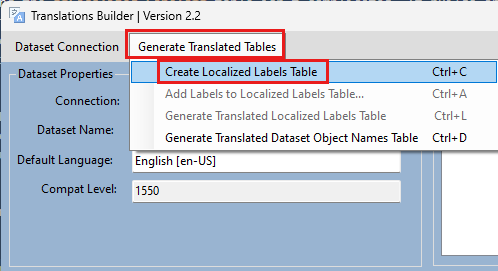 Translations Builder | Version 2.2
Dataset Connection Generate Translated Tables
Create Localized Labels Table Ctrl+C
Dataset Properties
Add Labels to Localized Labels Table... Ctrl+A
Connection:
Generate Translated Localized Labels Table Ctrl+L
Dataset Name:
Generate Translated Dataset Object Names Table Ctrl+D
Default Language: English [en-US]
Compat Level: 1550